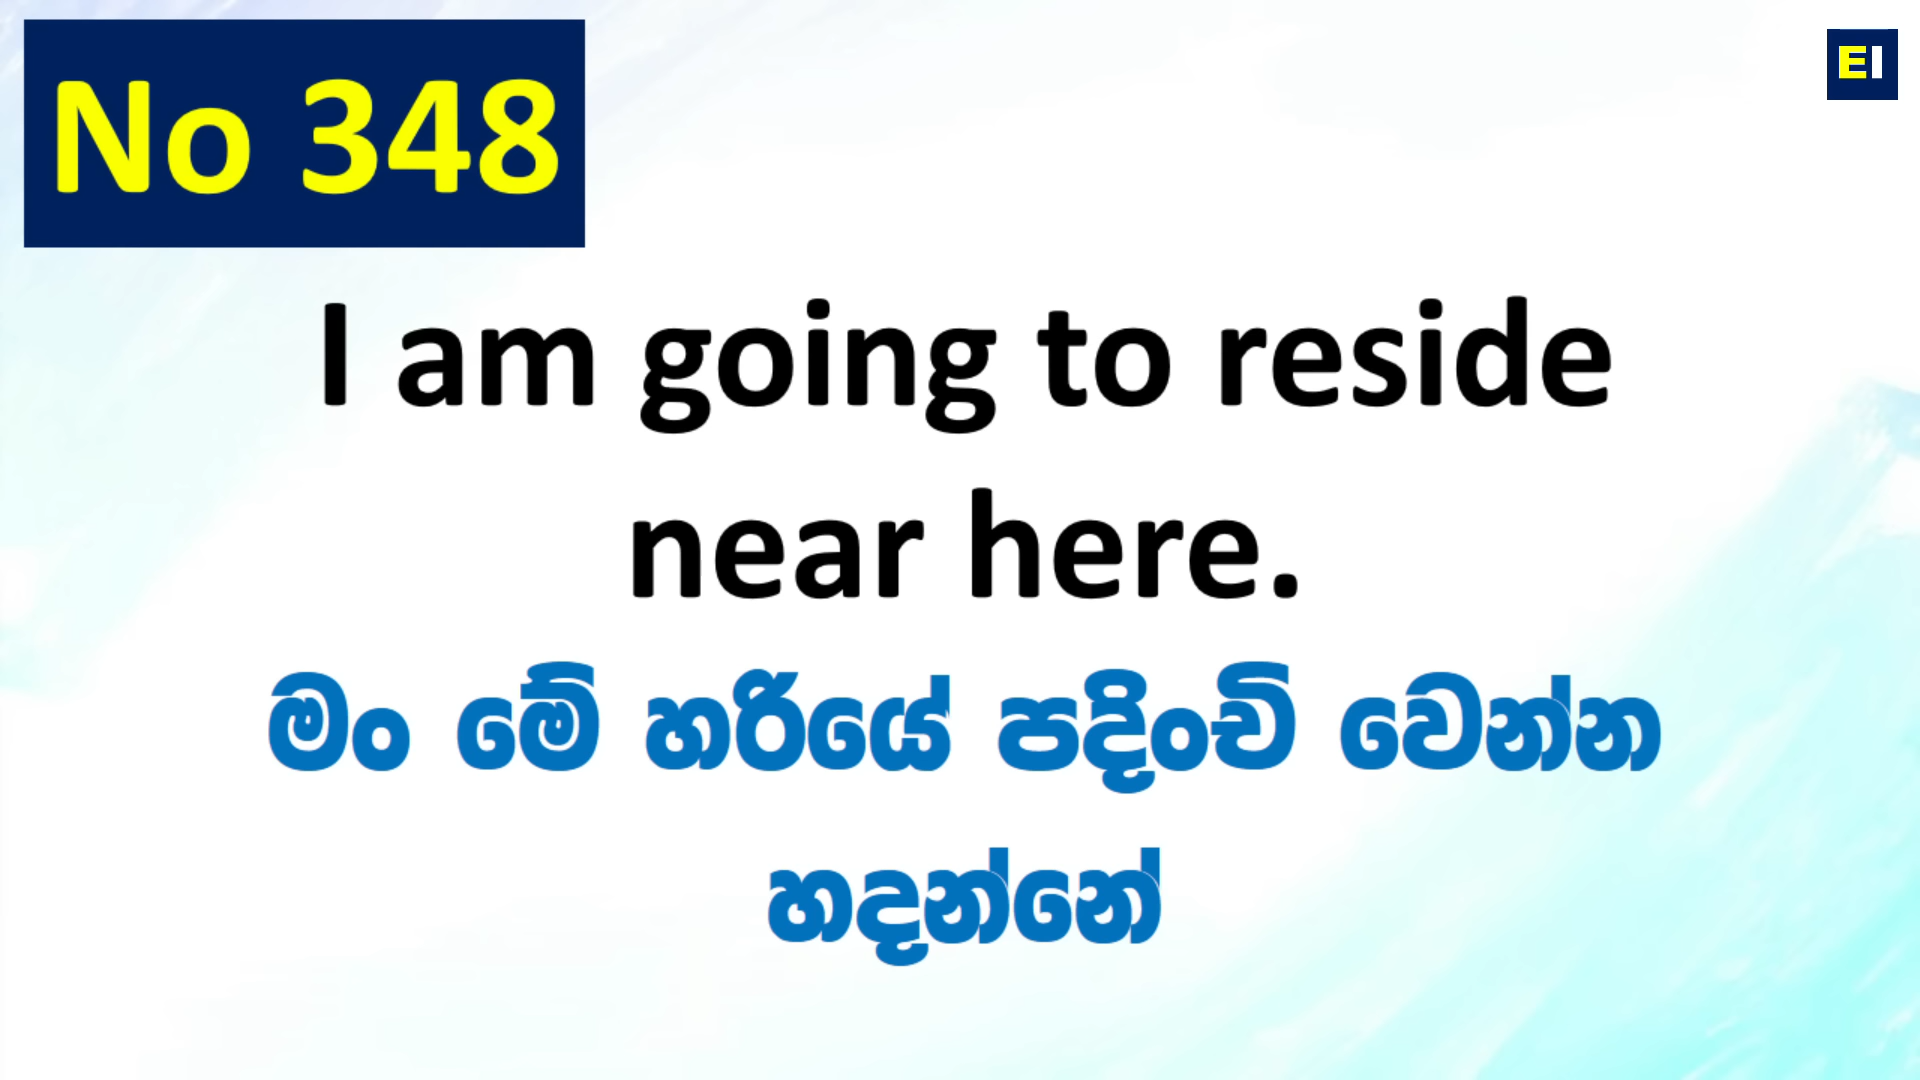 No 348
EI
I am going to reside
near here.
මං මේ හරියේ පදිංචි වෙන්න
හදන්නේ